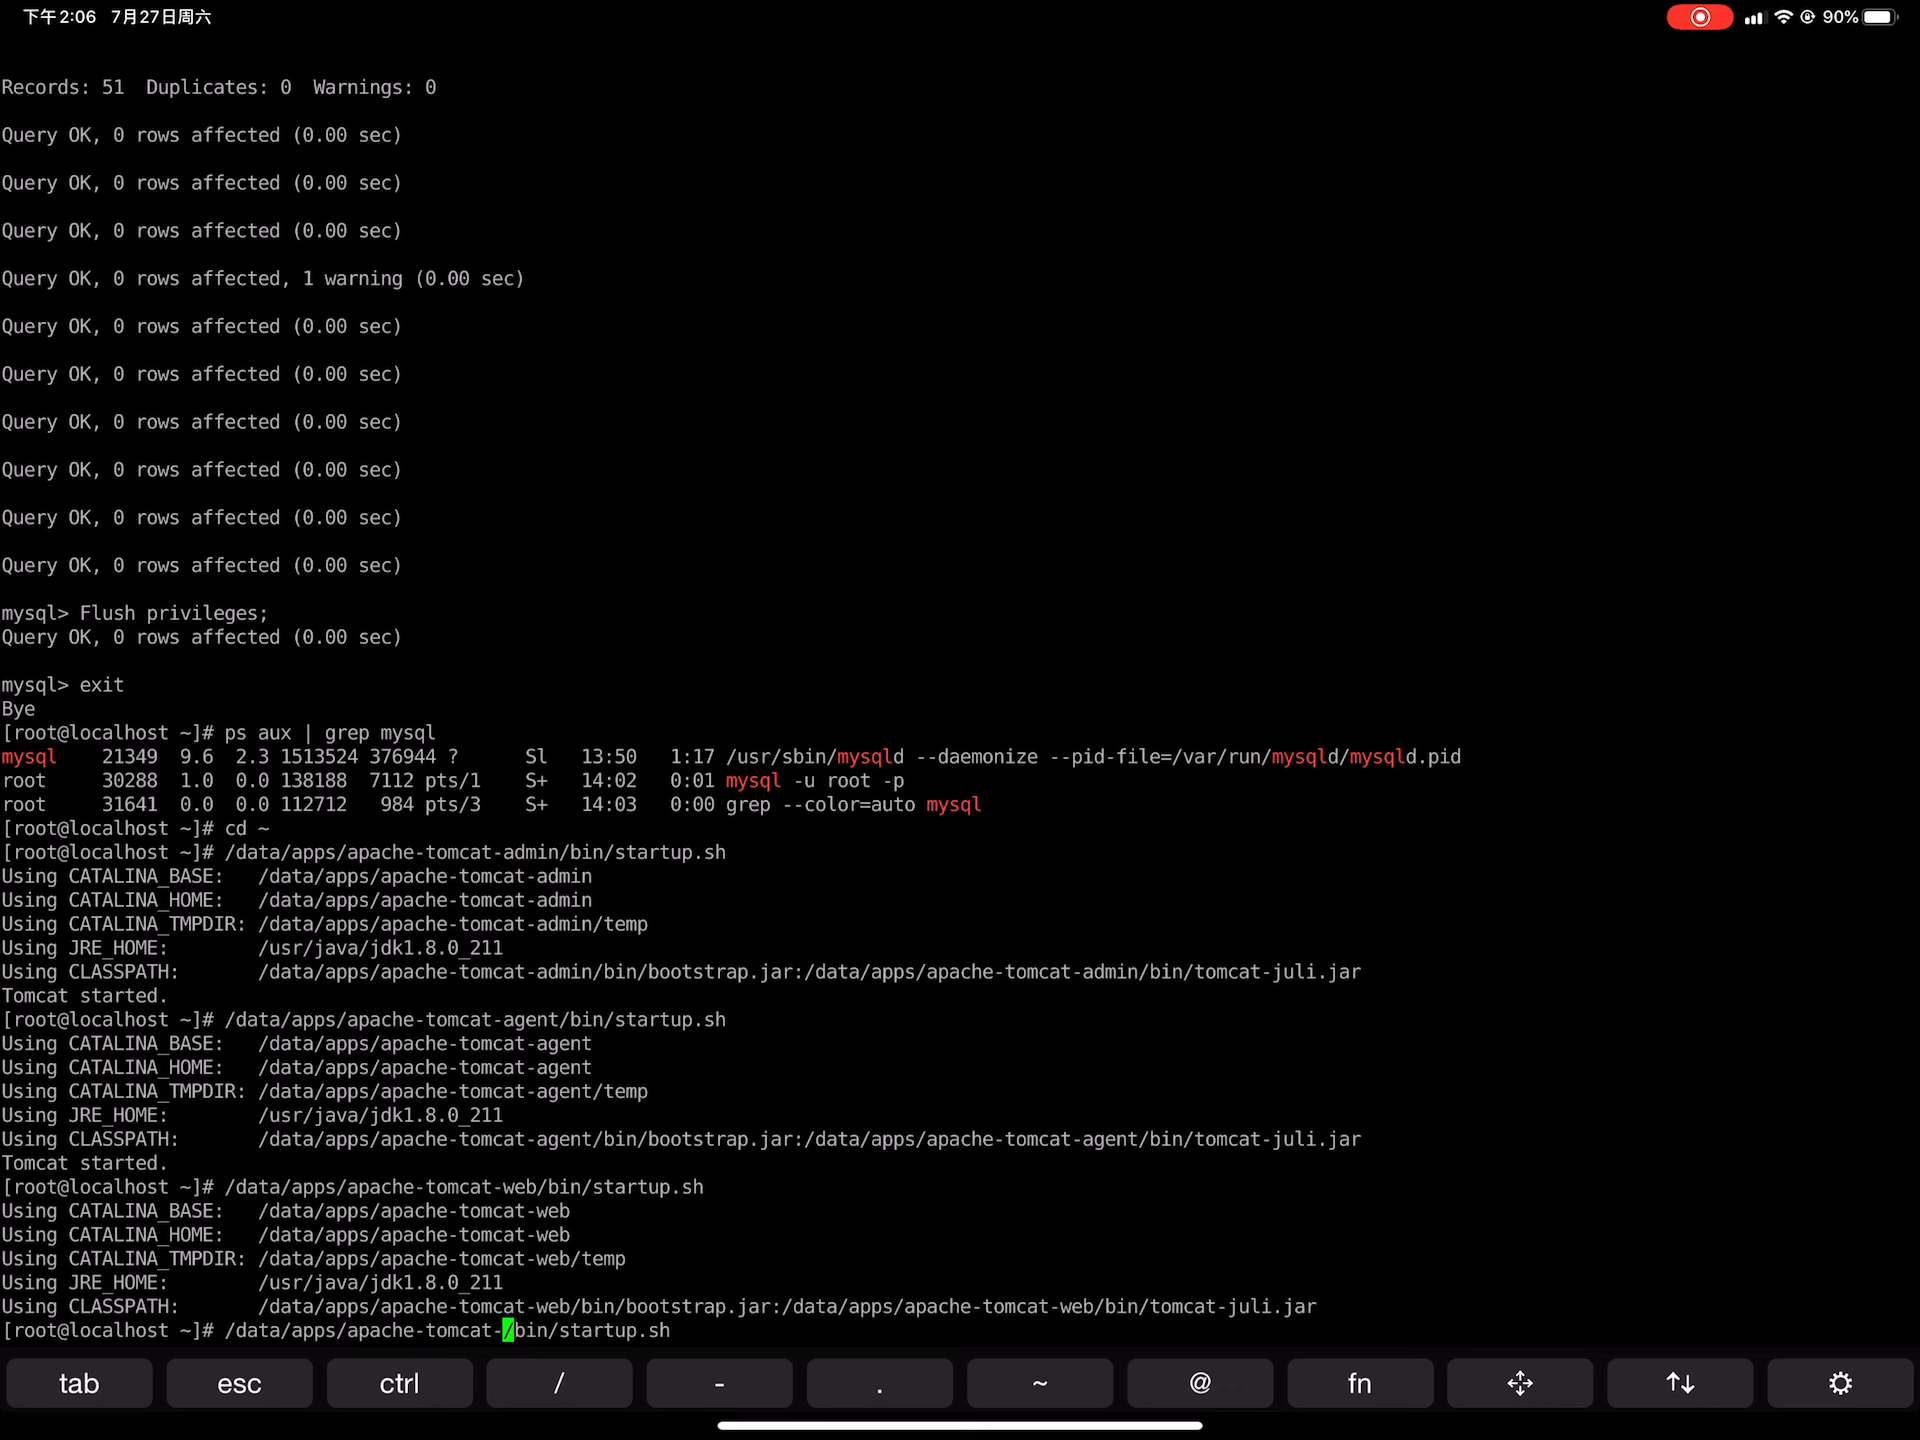 下午2:06 7月27日周六
90%
Records: 51  Duplicates: 0  Warnings: 0
Query OK, 0 rows affected (0.00 sec)
Query OK, 0 rows affected (0.00 sec)
Query OK, 0 rows affected (0.00 sec)
Query OK, 0 rows affected, 1 warning (0.00 sec)
Query OK, 0 rows affected (0.00 sec)
Query OK, 0 rows affected (0.00 sec)
Query OK, 0 rows affected (0.00 sec)
Query OK, 0 rows affected (0.00 sec)
Query OK, 0 rows affected (0.00 sec)
Query OK, 0 rows affected (0.00 sec)
mysql> Flush privileges;
Query OK, 0 rows affected (0.00 sec)
mysql> exit
Bye
[root@localhost ~]# ps aux | grep mysql
mysql    21349  9.6  2.3 1513524 376944 ?      Sl   13:50   1:17 /usr/sbin/mysqld --daemonize --pid-file=/var/run/mysqld/mysqld.pid
root     30288  1.0  0.0 138188  7112 pts/1    S+   14:02   0:01 mysql -u root -p
root     31641  0.0  0.0 112712   984 pts/3    S+   14:03   0:00 grep --color=auto mysql
[root@localhost ~]# cd ~
[root@localhost ~]# /data/apps/apache-tomcat-admin/bin/startup.sh
Using CATALINA_BASE:   /data/apps/apache-tomcat-admin
Using CATALINA_HOME:   /data/apps/apache-tomcat-admin
Using CATALINA_TMPDIR: /data/apps/apache-tomcat-admin/temp
Using JRE_HOME:        /usr/java/jdk1.8.0_211
Using CLASSPATH:       /data/apps/apache-tomcat-admin/bin/bootstrap.jar:/data/apps/apache-tomcat-admin/bin/tomcat-juli.jar
Tomcat started.
[root@localhost ~]# /data/apps/apache-tomcat-agent/bin/startup.sh
Using CATALINA_BASE:   /data/apps/apache-tomcat-agent
Using CATALINA_HOME:   /data/apps/apache-tomcat-agent
Using CATALINA_TMPDIR: /data/apps/apache-tomcat-agent/temp
Using JRE_HOME:        /usr/java/jdk1.8.0_211
Using CLASSPATH:       /data/apps/apache-tomcat-agent/bin/bootstrap.jar:/data/apps/apache-tomcat-agent/bin/tomcat-juli.jar
Tomcat started.
[root@localhost ~]# /data/apps/apache-tomcat-web/bin/startup.sh
Using CATALINA_BASE:   /data/apps/apache-tomcat-web
Using CATALINA_HOME:   /data/apps/apache-tomcat-web
Using CATALINA_TMPDIR: /data/apps/apache-tomcat-web/temp
Using JRE_HOME:        /usr/java/jdk1.8.0_211
Using CLASSPATH:       /data/apps/apache-tomcat-web/bin/bootstrap.jar:/data/apps/apache-tomcat-web/bin/tomcat-juli.jar
[root@localhost ~]# /data/apps/apache-tomcat-/bin/startup.sh
tab esc ctrl / - . ~ @ fn